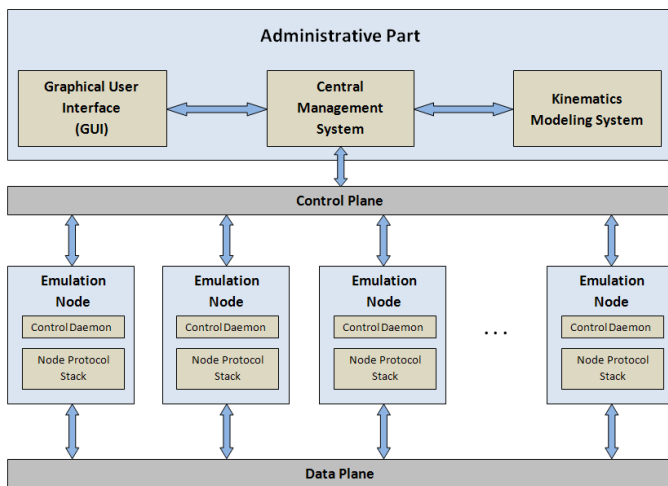 Administrative Part
Graphical User
Interface
(GUI)
Central
Management
System
Kinematics
Modeling System
Control Plane
Emulation
Node
Control Daemon
Node Protocol
Stack
Emulation
Node
Control Daemon
Node Protocol
Stack
Emulation
Node
Control Daemon
Node Protocol
Stack
...
Emulation
Node
Control Daemon
Node Protocol
Stack
Data Plane